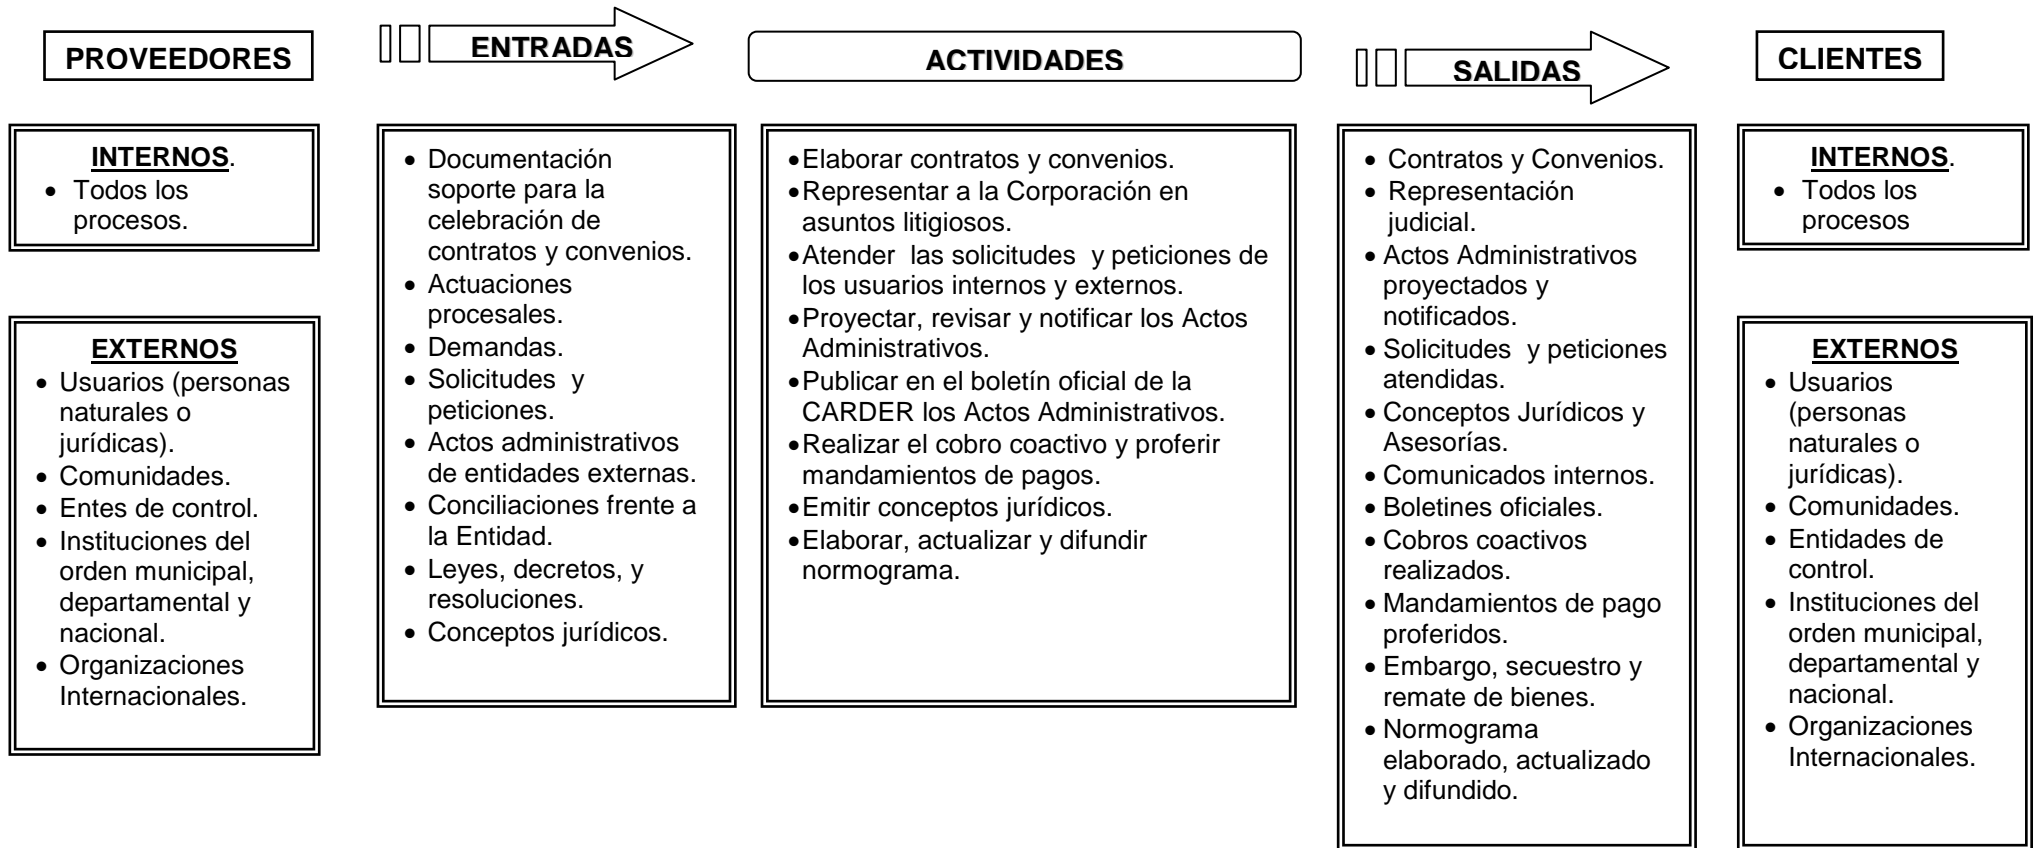 PROVEEDORES
ENTRADAS
ACTIVIDADES
SALIDAS
CLIENTES
INTERNOS.
• Todos los
procesos.
EXTERNOS
• Usuarios (personas
naturales o
jurídicas).
• Comunidades.
• Entes de control.
• Instituciones del
orden municipal,
departamental y
nacional.
• Organizaciones
Internacionales.
• Documentación
soporte para la
celebración de
contratos y convenios.
• Actuaciones
procesales.
• Demandas.
• Solicitudes y
peticiones.
• Actos administrativos
de entidades externas.
• Conciliaciones frente a
la Entidad.
• Leyes, decretos, y
resoluciones.
• Conceptos jurídicos.
• Elaborar contratos y convenios.
• Representar a la Corporación en
asuntos litigiosos.
• Atender las solicitudes y peticiones de
los usuarios internos y externos.
• Proyectar, revisar y notificar los Actos
Administrativos.
• Publicar en el boletín oficial de la
CARDER los Actos Administrativos.
• Realizar el cobro coactivo y proferir
mandamientos de pagos.
• Emitir conceptos jurídicos.
• Elaborar, actualizar y difundir
normograma.
• Contratos y Convenios.
• Representación
judicial.
• Actos Administrativos
proyectados y
notificados.
• Solicitudes y peticiones
atendidas.
• Conceptos Jurídicos y
Asesorías.
• Comunicados internos.
• Boletines oficiales.
• Cobros coactivos
realizados.
• Mandamientos de pago
proferidos.
• Embargo, secuestro y
remate de bienes.
• Normograma
elaborado, actualizado
y difundido.
INTERNOS.
• Todos los
procesos
EXTERNOS
• Usuarios
(personas
naturales o
jurídicas).
• Comunidades.
• Entidades de
control.
• Instituciones del
orden municipal,
departamental y
nacional.
• Organizaciones
Internacionales.